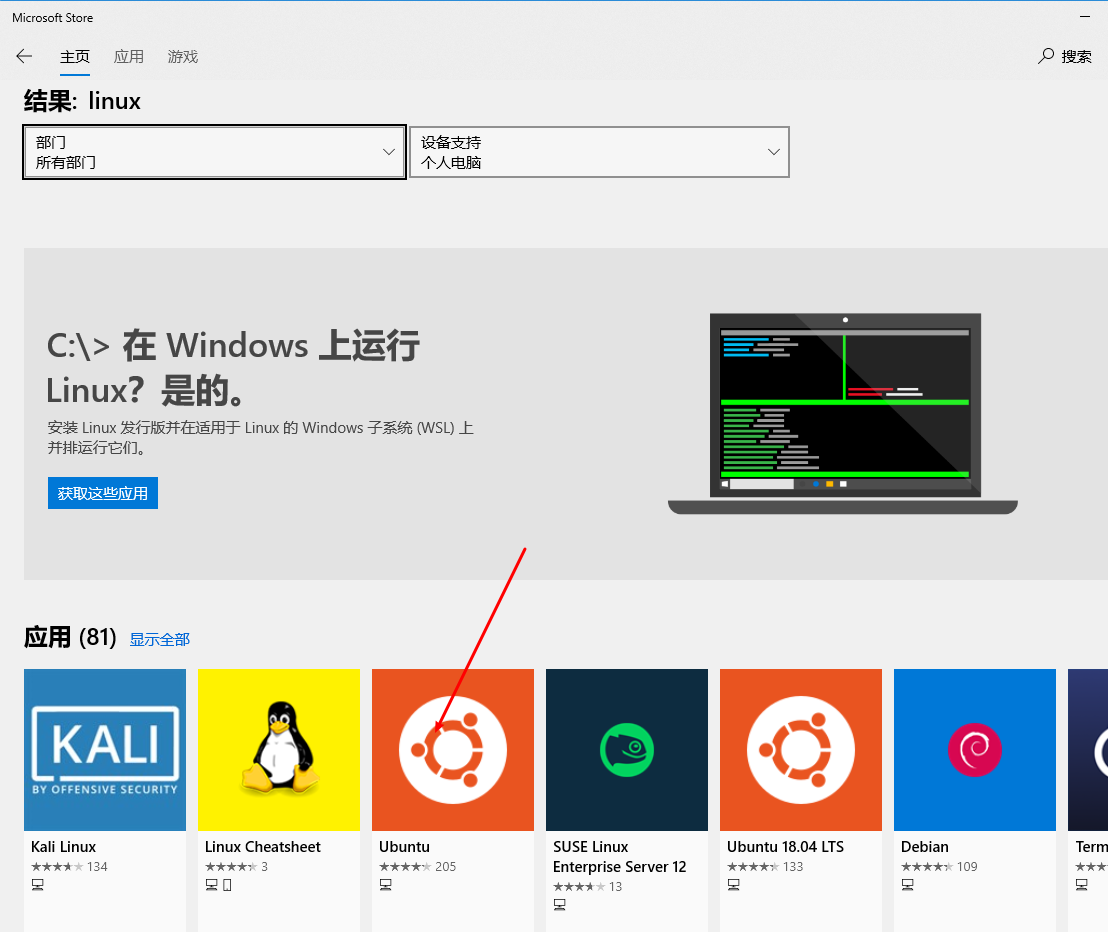 Microsoft Store
主页 应用 游戏 搜索
结果: linux
部门
所有部门
设备支持
个人电脑
C:\> 在 Windows 上运行
Linux? 是的。
安装 Linux 发行版并在适用于 Linux 的 Windows 子系统 (WSL) 上
并排运行它们。
获取这些应用
应用 (81) 显示全部
KALI
BY OFFENSIVE SECURITY
Kali Linux
134
Linux Cheatsheet
3
Ubuntu
205
SUSE Linux
Enterprise Server 12
13
Ubuntu 18.04 LTS
133
Debian
109
Term